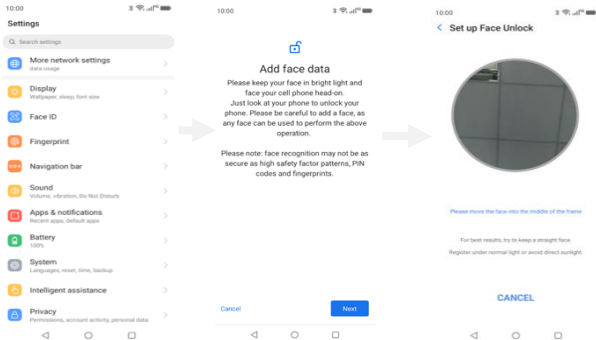 10:00
Settings
Search settings
More network settings
data usage
Display
Wallpaper, sleep, font size
Face ID
Fingerprint
Navigation bar
Sound
Volume, vibration, Do Not Disturb
Apps & notifications
Recent apps, default apps
Battery
100%
System
Languages, reset, time, backup
Intelligent assistance
Privacy
Permissions, account activity, personal data
10:00
Add face data
Please keep your face in bright light and
face your cell phone head-on.
Just look at your phone to unlock your
phone. Please be careful to add a face, as
any face can be used to perform the above
operation.
Please note: face recognition may not be as
secure as high safety factor patterns, PIN
codes and fingerprints.
Cancel
Next
10:00
Set up Face Unlock
Please move the face into the middle of the frame
For best results, try to keep a straight face
Register under normal light or avoid direct sunlight.
CANCEL